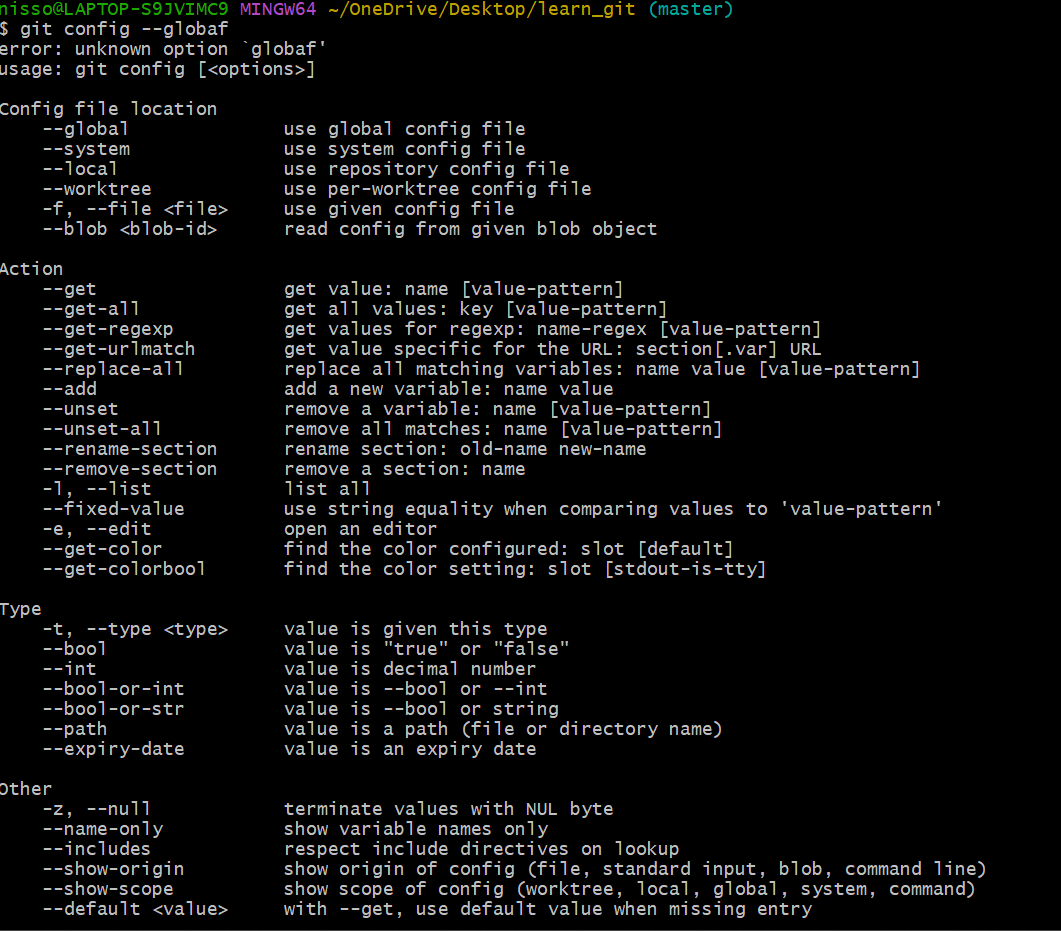 nisso@LAPTOP-S9JVIMC9 MINGW64 ~/OneDrive/Desktop/learn_git (master)
$ git config --globaf
error: unknown option `globaf'
usage: git config [<options>]

Config file location
    --global              use global config file
    --system              use system config file
    --local               use repository config file
    --worktree            use per-worktree config file
    -f, --file <file>     use given config file
    --blob <blob-id>      read config from given blob object

Action
    --get                 get value: name [value-pattern]
    --get-all             get all values: key [value-pattern]
    --get-regexp          get values for regexp: name-regex [value-pattern]
    --get-urlmatch        get value specific for the URL: section[.var] URL
    --replace-all         replace all matching variables: name value [value-pattern]
    --add                 add a new variable: name value
    --unset               remove a variable: name [value-pattern]
    --unset-all           remove all matches: name [value-pattern]
    --rename-section      rename section: old-name new-name
    --remove-section      remove a section: name
    -l, --list            list all
    --fixed-value         use string equality when comparing values to 'value-pattern'
    -e, --edit            open an editor
    --get-color           find the color configured: slot [default]
    --get-colorbool       find the color setting: slot [stdout-is-tty]

Type
    -t, --type <type>     value is given this type
    --bool                value is "true" or "false"
    --int                 value is decimal number
    --bool-or-int         value is --bool or --int
    --bool-or-str         value is --bool or string
    --path                value is a path (file or directory name)
    --expiry-date         value is an expiry date

Other
    -z, --null            terminate values with NUL byte
    --name-only           show variable names only
    --includes            respect include directives on lookup
    --show-origin         show origin of config (file, standard input, blob, command line)
    --show-scope          show scope of config (worktree, local, global, system, command)
    --default <value>     with --get, use default value when missing entry